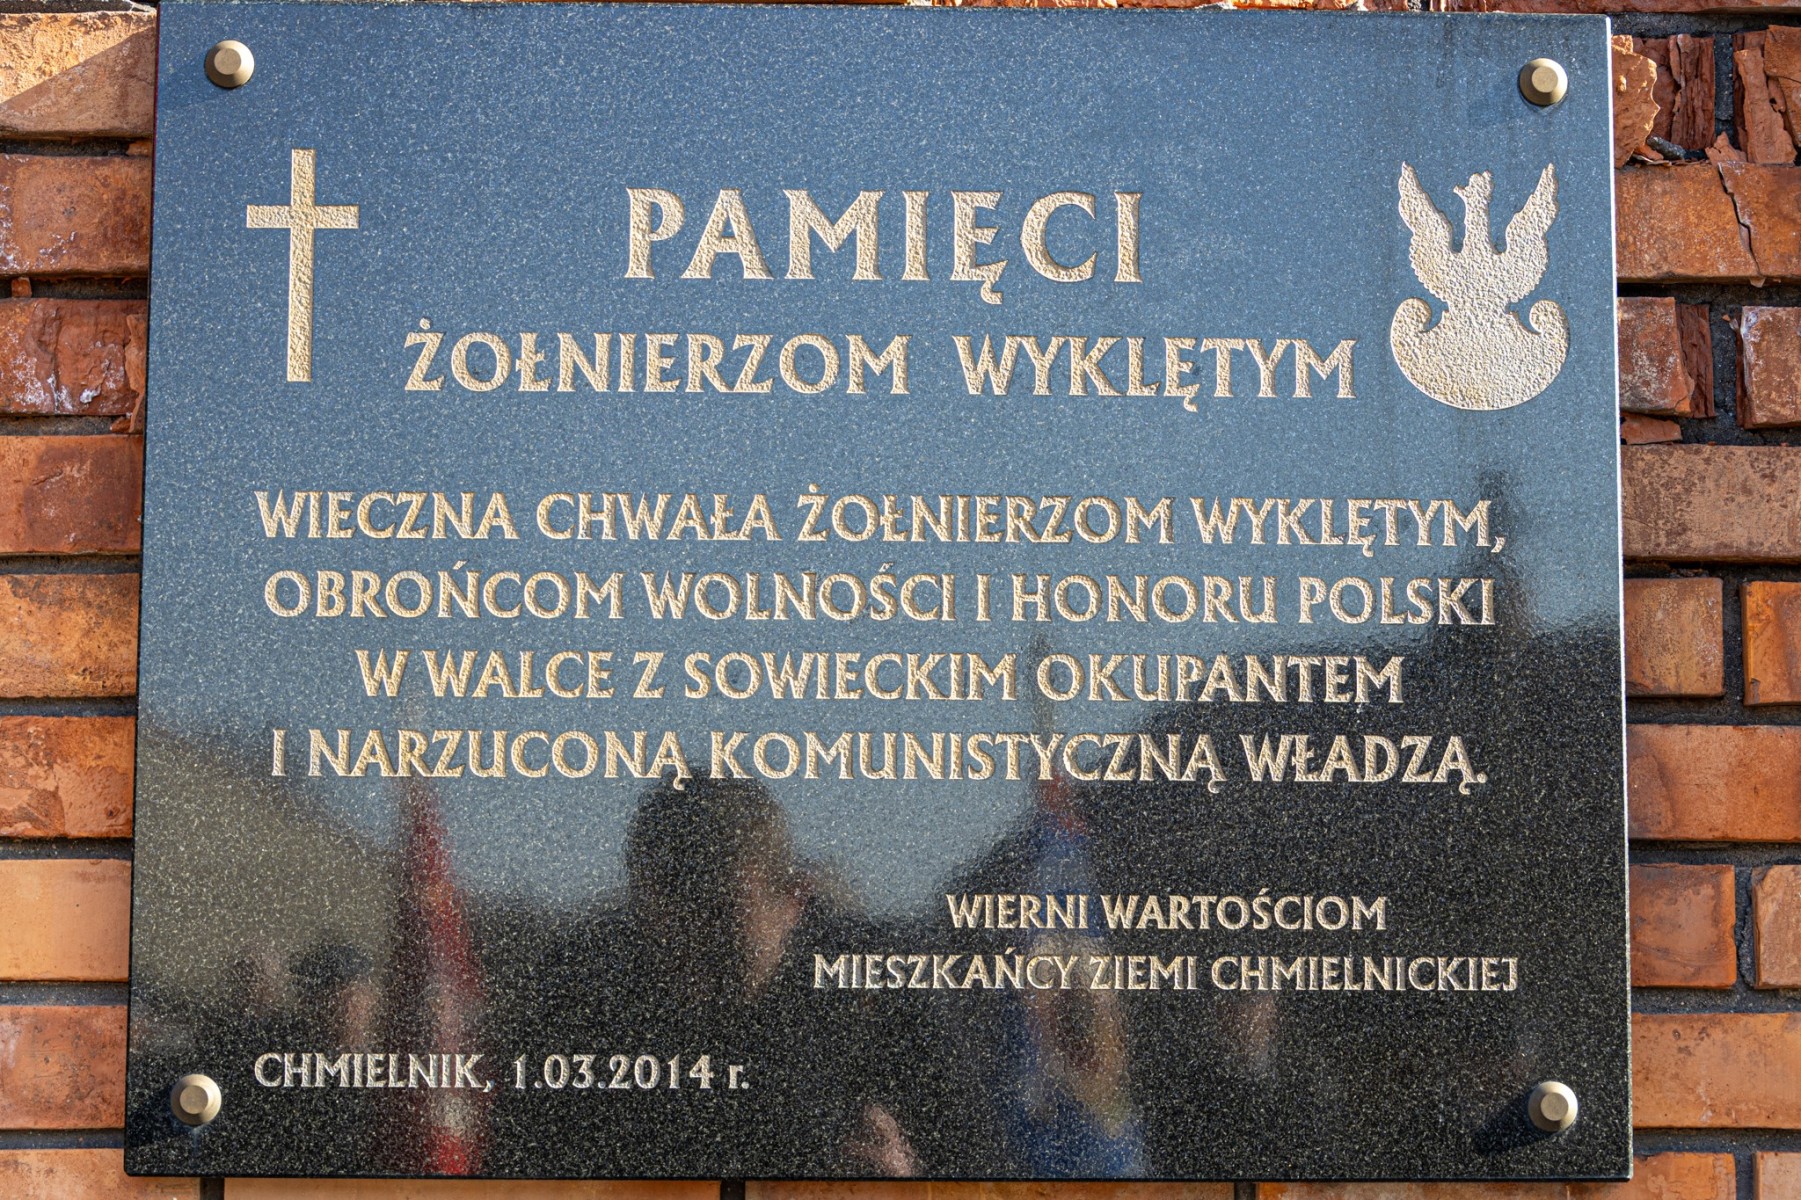 PAMIĘCI
ŻOŁNIERZOM WYKLĘTYM
WIECZNA CHWAŁA ŻOŁNIERZOM WYKLĘTYM,
OBROŃCOM WOLNOŚCI I HONORU POLSKI
W WALCE Z SOWIECKIM OKUPANTEM
I NARZUCONĄ KOMUNISTYCZNĄ WŁADZĄ.
WIERNI WARTOŚCIOM
MIESZKAŃCY ZIEMI CHMIELNICKIEJ
CHMIELNIK, 1.03.2014 r.